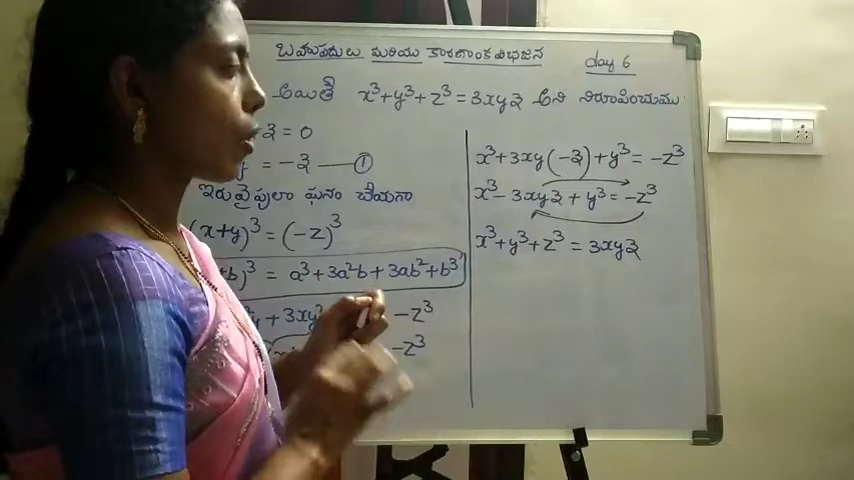 బహుపదులు మరియు కారణాంక విభజన day 6
అయితే x³+y³+z³=3xyz అని నిరూపించుము
z = 0
= -z ①
ఇరువైపులా ఘనం చేయగా
(x+y)³ = (-z)³
+b)³ = a³+3a²b+3ab²+b³
+3xy² -z³
-z³
x³+3xy(-z)+y³=-z³
x³-3xyz+y³=-z³
x³+y³+z³=3xyz